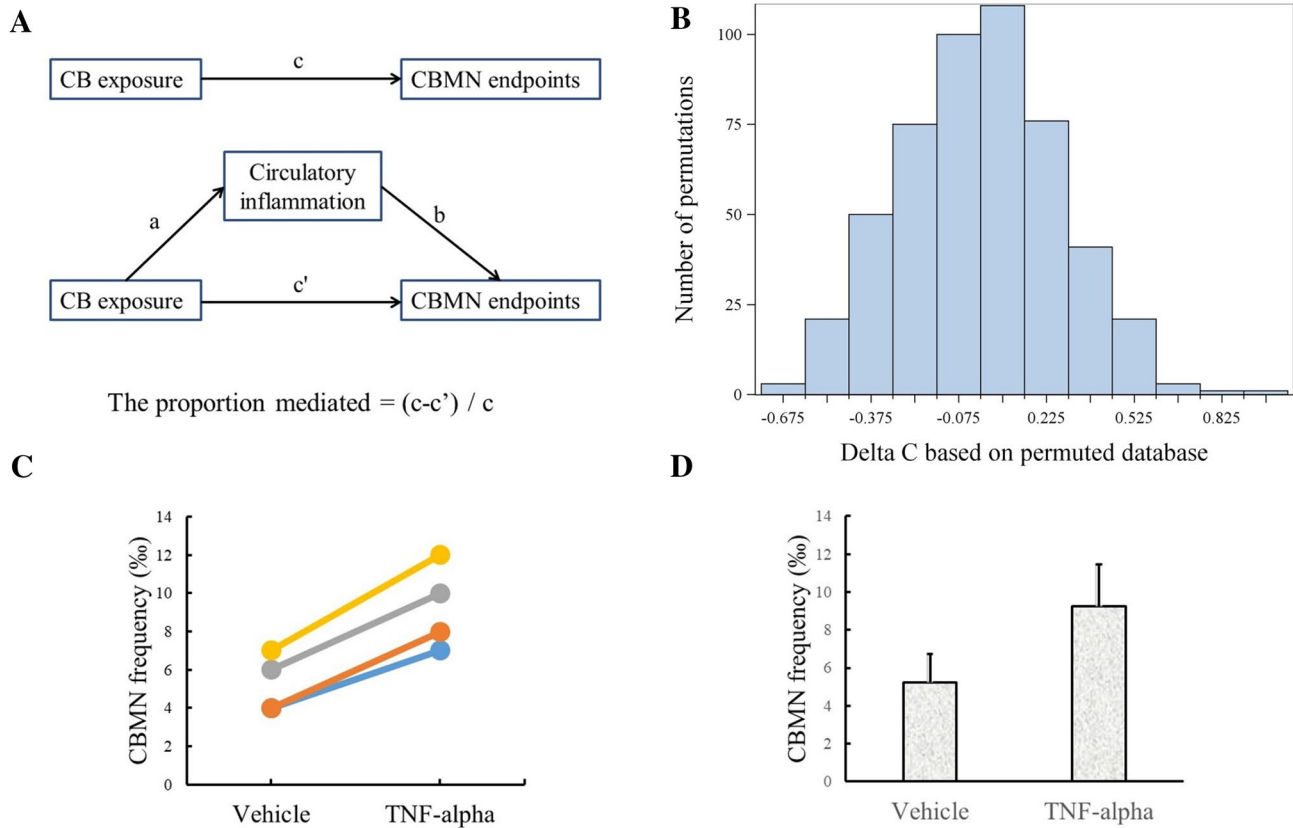 A
CB exposure
c
CBMN endpoints
Circulatory
inflammation
a
b
CB exposure
c'
CBMN endpoints
The proportion mediated = (c-c’) / c
B
Number of permutations
100
75
50
25
0
-0.675
-0.375
-0.075
0.225
0.525
0.825
Delta C based on permuted database
C
CBMN frequency (‰)
14
12
10
8
6
4
2
0
Vehicle
TNF-alpha
D
CBMN frequency (‰)
14
12
10
8
6
4
2
0
Vehicle
TNF-alpha